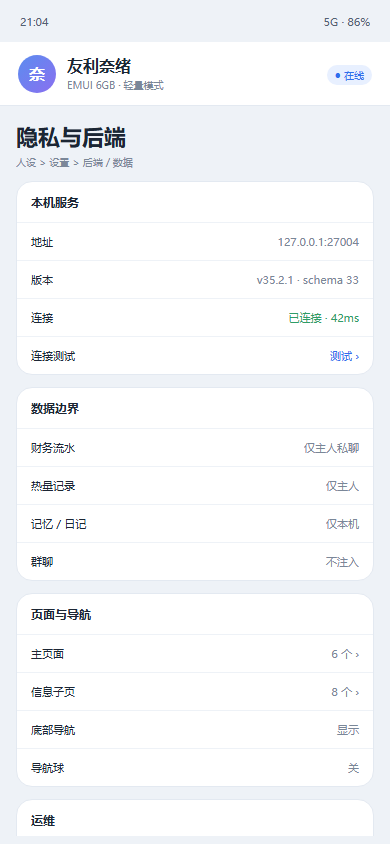 21:04 5G · 86%
奈 友利奈绪
EMUI 6GB · 轻量模式
在线
隐私与后端
人设 > 设置 > 后端 / 数据
本机服务
地址 127.0.0.1:27004
版本 v35.2.1 · schema 33
连接 已连接 · 42ms
连接测试 测试 ›
数据边界
财务流水 仅主人私聊
热量记录 仅主人
记忆 / 日记 仅本机
群聊 不注入
页面与导航
主页面 6 个 ›
信息子页 8 个 ›
底部导航 显示
导航球 关
运维